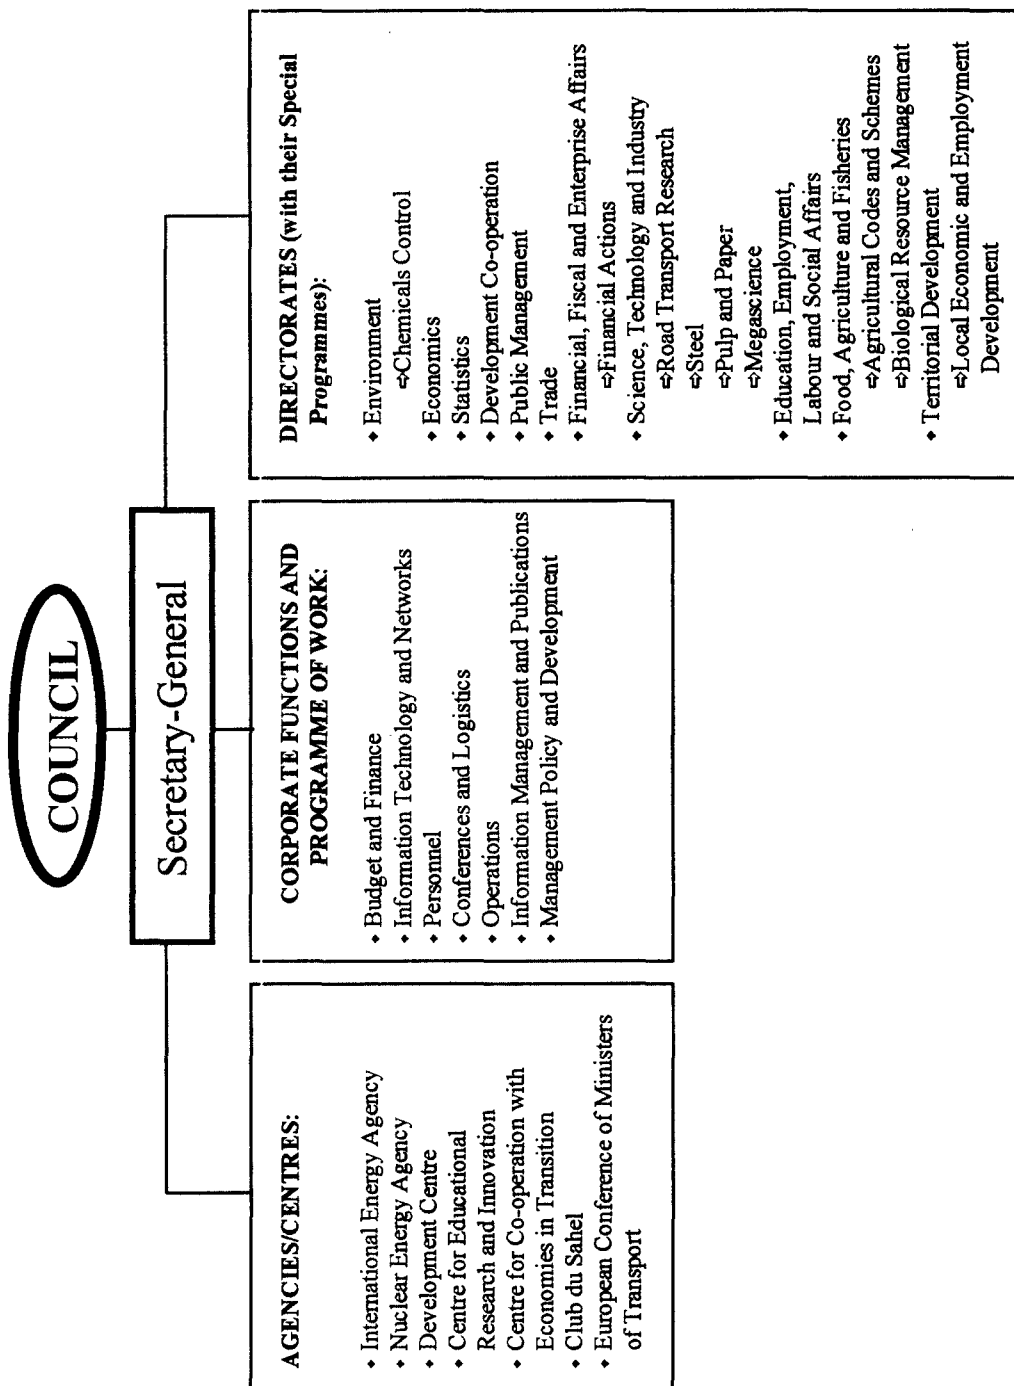 COUNCIL
Secretary-General
AGENCIES/CENTRES:
◆ International Energy Agency
◆ Nuclear Energy Agency
◆ Development Centre
◆ Centre for Educational
Research and Innovation
◆ Centre for Co-operation with
Economies in Transition
◆ Club du Sahel
◆ European Conference of Ministers
of Transport
CORPORATE FUNCTIONS AND
PROGRAMME OF WORK:
◆ Budget and Finance
◆ Information Technology and Networks
◆ Personnel
◆ Conferences and Logistics
◆ Operations
◆ Information Management and Publications
◆ Management Policy and Development
DIRECTORATES (with their Special
Programmes):
◆ Environment
⇨Chemicals Control
◆ Economics
◆ Statistics
◆ Development Co-operation
◆ Public Management
◆ Trade
◆ Financial, Fiscal and Enterprise Affairs
⇨Financial Actions
◆ Science, Technology and Industry
⇨Road Transport Research
⇨Steel
⇨Pulp and Paper
⇨Megascience
◆ Education, Employment,
Labour and Social Affairs
◆ Food, Agriculture and Fisheries
⇨Agricultural Codes and Schemes
⇨Biological Resource Management
◆ Territorial Development
⇨Local Economic and Employment
Development